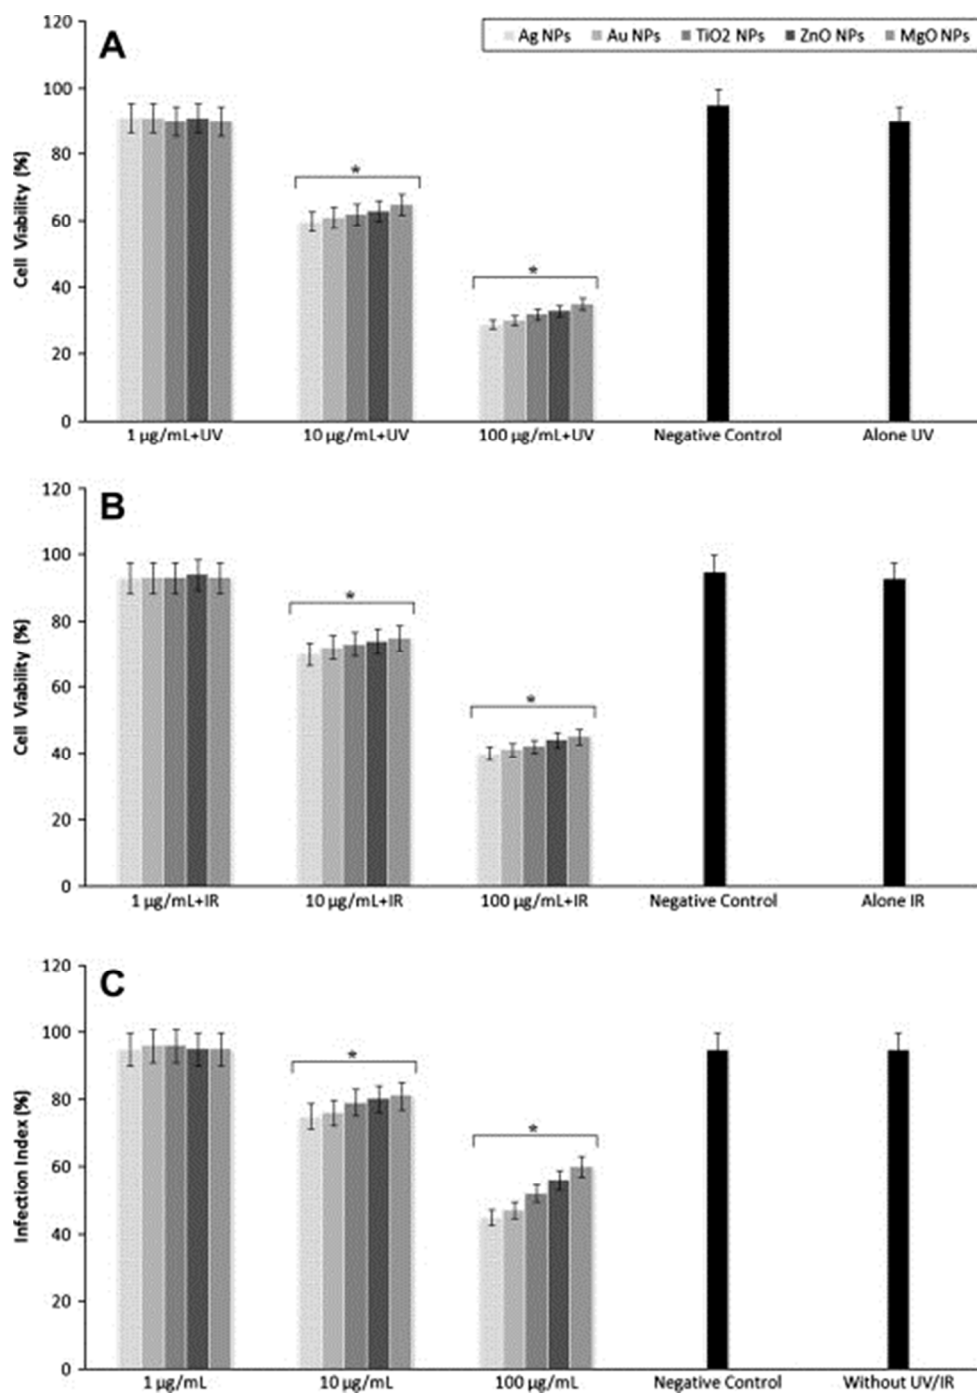 120
A
Ag NPs Au NPs TiO2 NPs ZnO NPs MgO NPs
100
80
*
60
*
40
20
0
Cell Viability (%)
1 µg/mL+UV 10 µg/mL+UV 100 µg/mL+UV Negative Control Alone UV
120
B
100
80
*
60
*
40
20
0
Cell Viability (%)
1 µg/mL+IR 10 µg/mL+IR 100 µg/mL+IR Negative Control Alone IR
120
C
100
*
80
*
60
40
20
0
Infection Index (%)
1 µg/mL 10 µg/mL 100 µg/mL Negative Control Without UV/IR